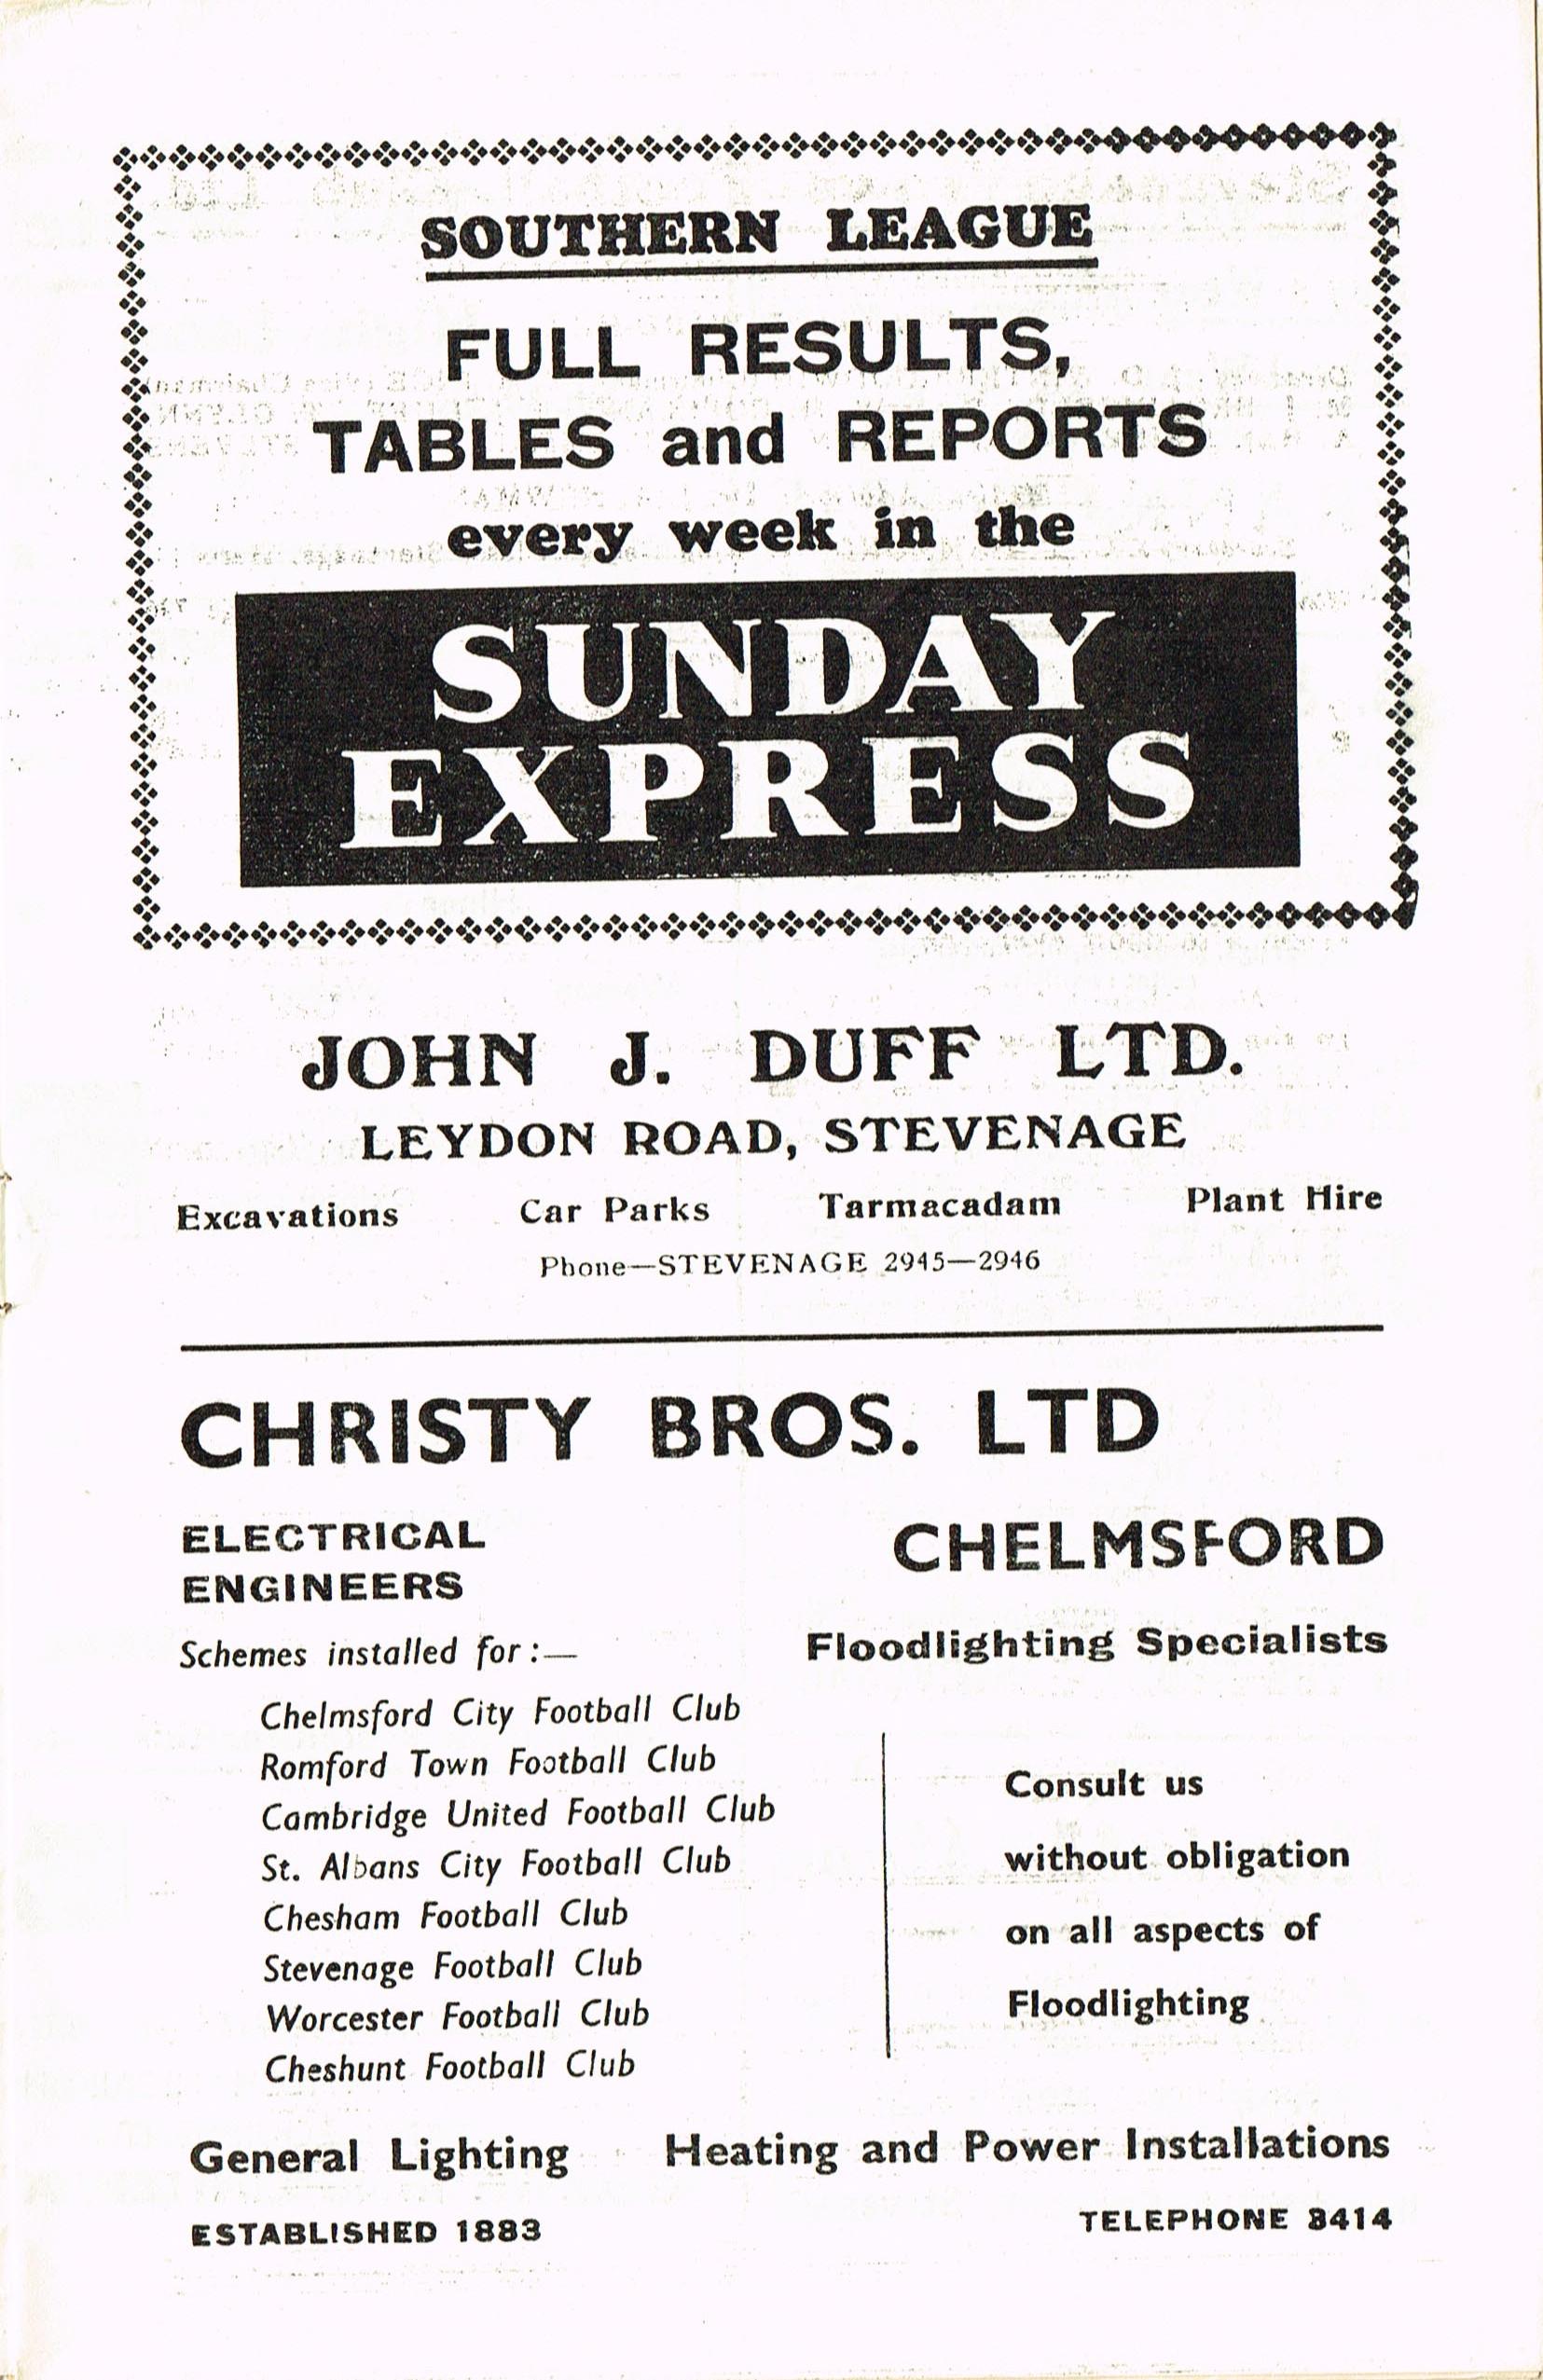 SOUTHERN LEAGUE
FULL RESULTS,
TABLES and REPORTS
every week in the
SUNDAY
EXPRESS
JOHN J. DUFF LTD.
LEYDON ROAD, STEVENAGE
Excavations Car Parks Tarmacadam Plant Hire
Phone—STEVENAGE 2945—2946
CHRISTY BROS. LTD
ELECTRICAL
ENGINEERS
CHELMSFORD
Schemes installed for :—
Floodlighting Specialists
Chelmsford City Football Club
Romford Town Football Club
Cambridge United Football Club
St. Albans City Football Club
Chesham Football Club
Stevenage Football Club
Worcester Football Club
Cheshunt Football Club
Consult us
without obligation
on all aspects of
Floodlighting
General Lighting Heating and Power Installations
ESTABLISHED 1883 TELEPHONE 3414